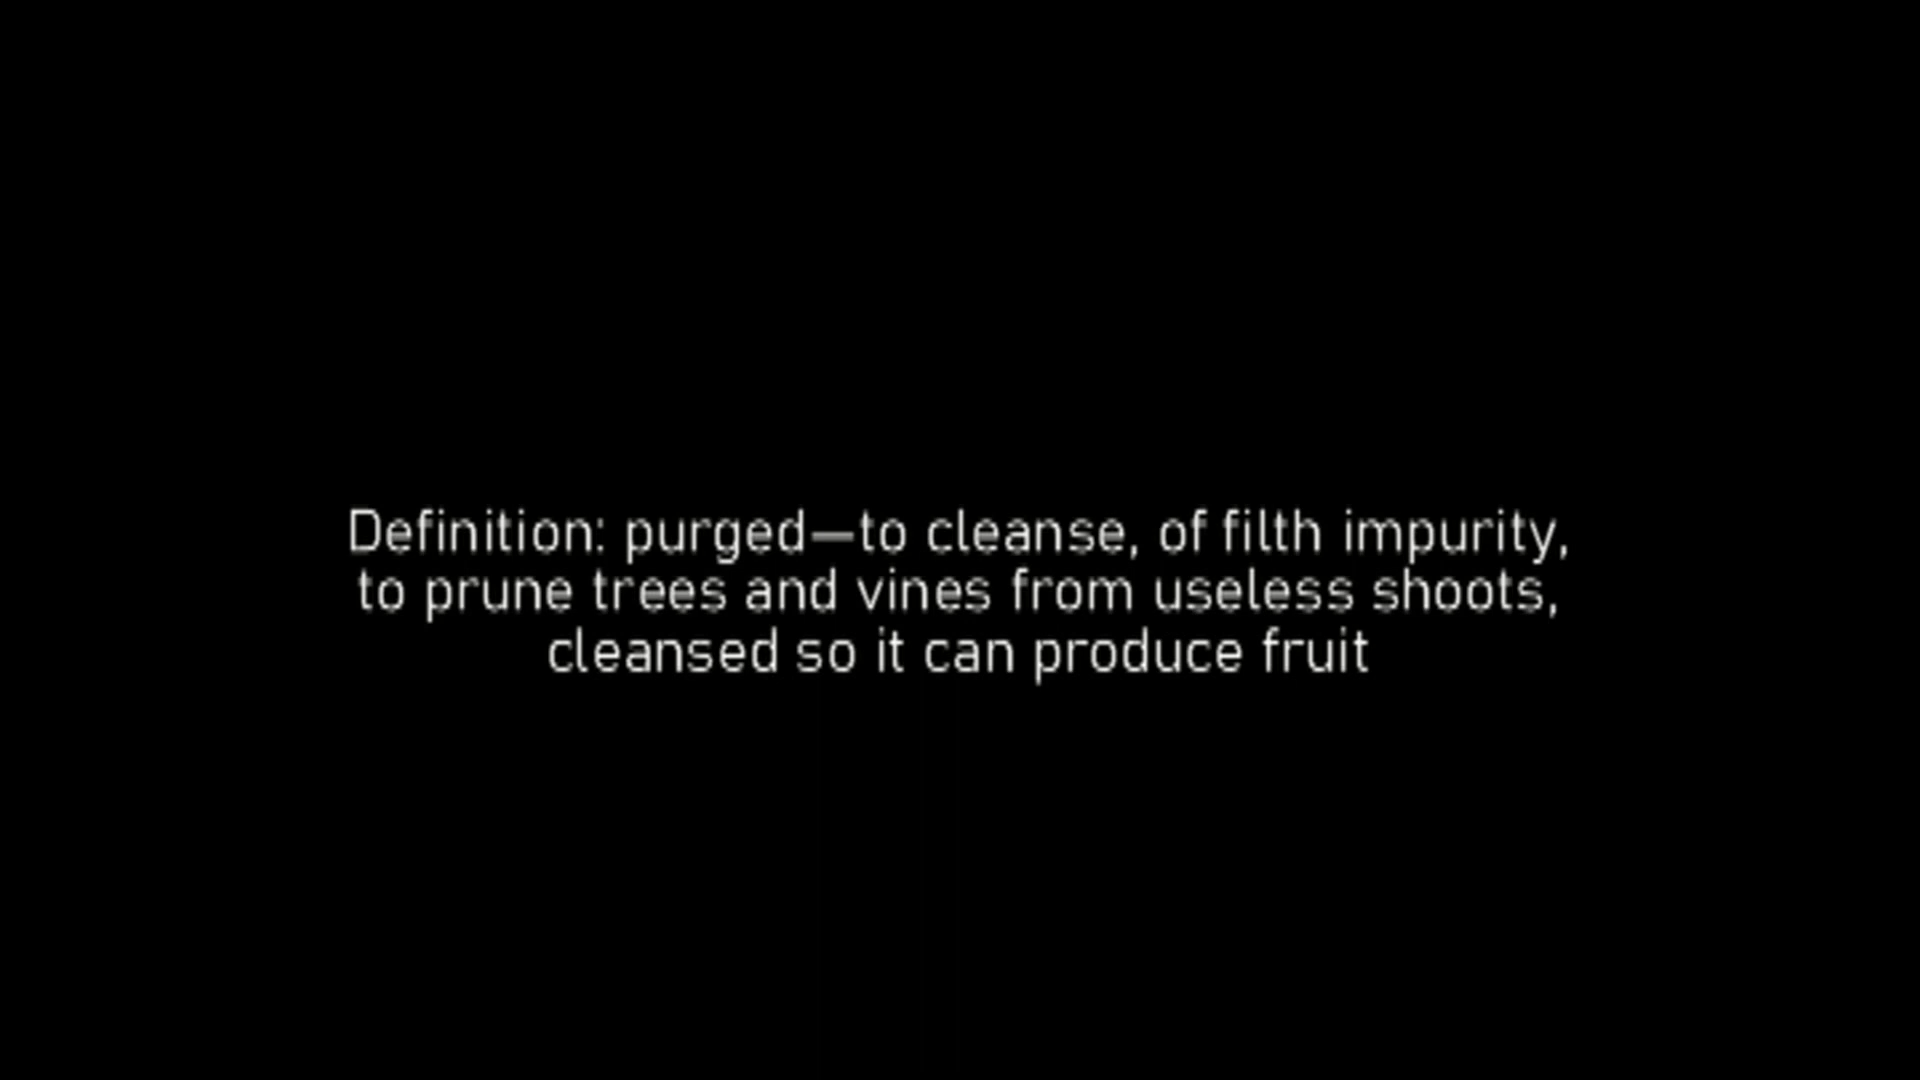 Definition: purged—to cleanse, of filth impurity,
to prune trees and vines from useless shoots,
cleansed so it can produce fruit